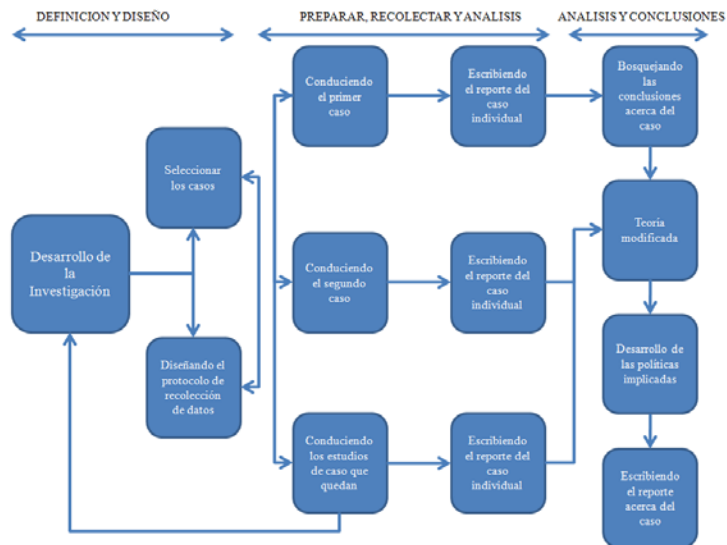 DEFINICION Y DISEÑO
PREPARAR, RECOLECTAR Y ANALISIS
ANALISIS Y CONCLUSIONES
Desarrollo de
la
Investigación
Seleccionar
los casos
Diseñando el
protocolo de
recolección
de datos
Conduciendo
el primer
caso
Escribiendo
el reporte del
caso
individual
Bosquejando
las
conclusiones
acerca del
caso
Conduciendo
el segundo
caso
Escribiendo
el reporte del
caso
individual
Teoría
modificada
Desarrollo de
las políticas
implicadas
Conduciendo
los estudios
de caso que
quedan
Escribiendo
el reporte del
caso
individual
Escribiendo
el reporte
acerca del
caso